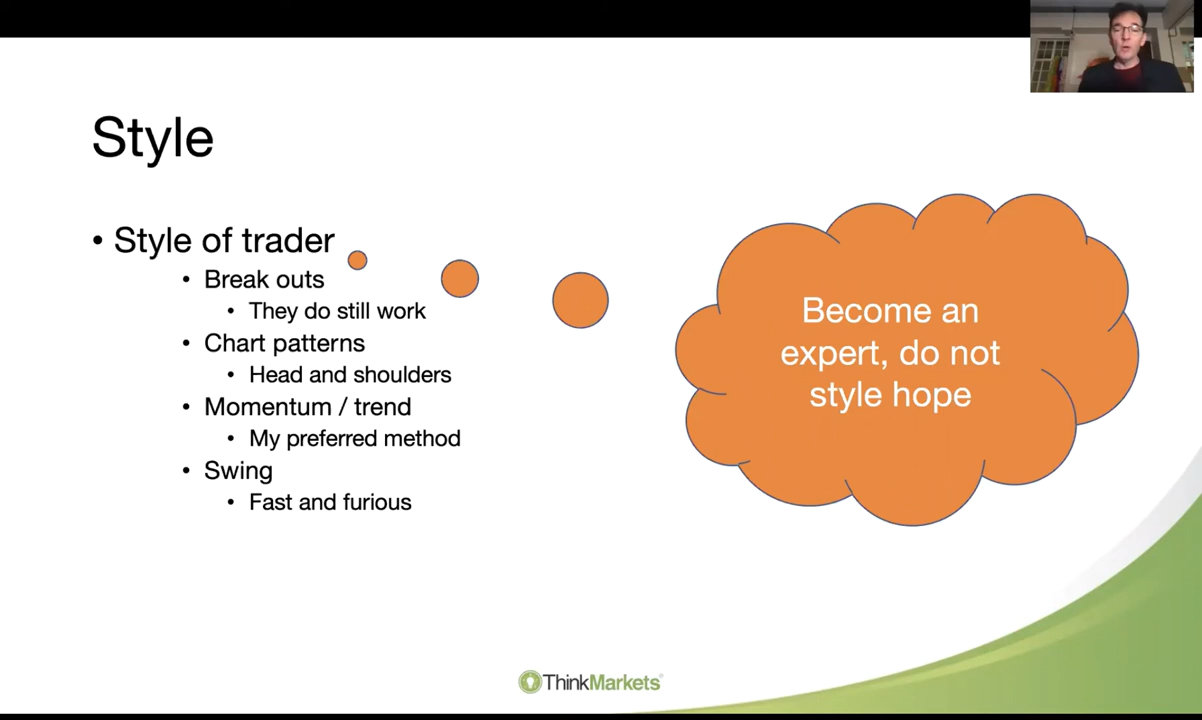 Style
• Style of trader
• Break outs
• They do still work
• Chart patterns
• Head and shoulders
• Momentum / trend
• My preferred method
• Swing
• Fast and furious
Become an
expert, do not
style hope
ThinkMarkets